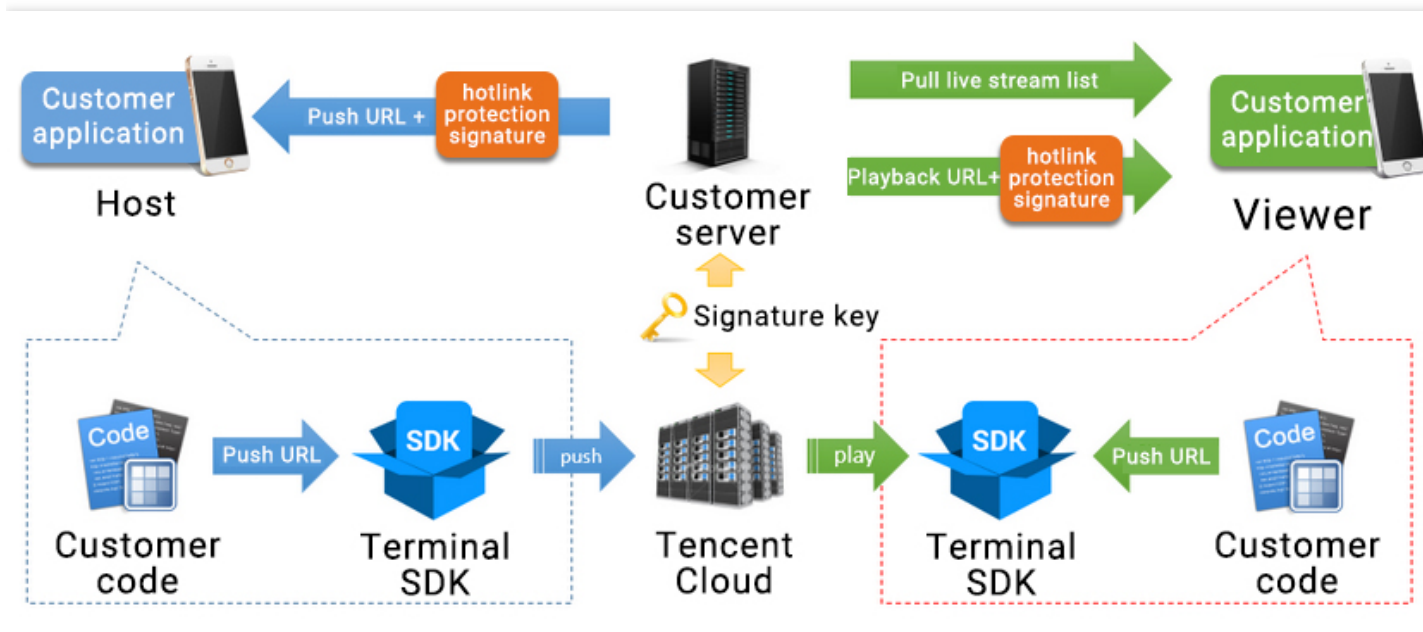 Customer
application
Host
Push URL +
hotlink
protection
signature
Customer
server
Pull live stream list
Playback URL+
hotlink
protection
signature
Customer
application
Viewer
Signature key
Code
Customer
code
Push URL
SDK
Terminal
SDK
push
Tencent
Cloud
play
SDK
Terminal
SDK
Push URL
Code
Customer
code